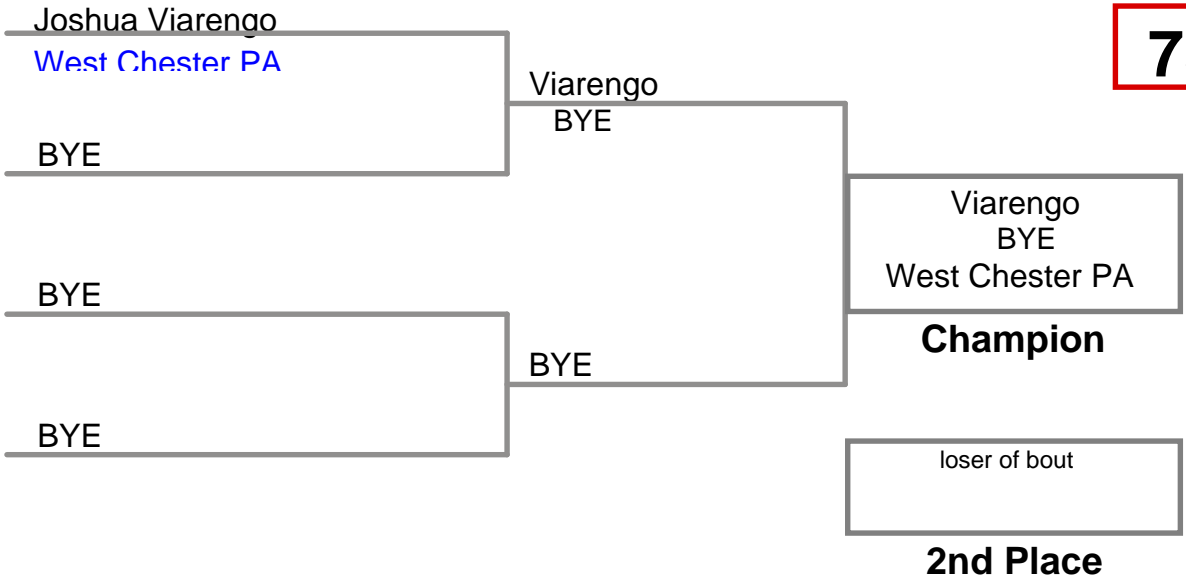 Joshua Viarengo
West Chester PA
BYE
BYE
BYE
Viarengo
BYE
BYE
7
Viarengo
BYE
West Chester PA
Champion
loser of bout
2nd Place